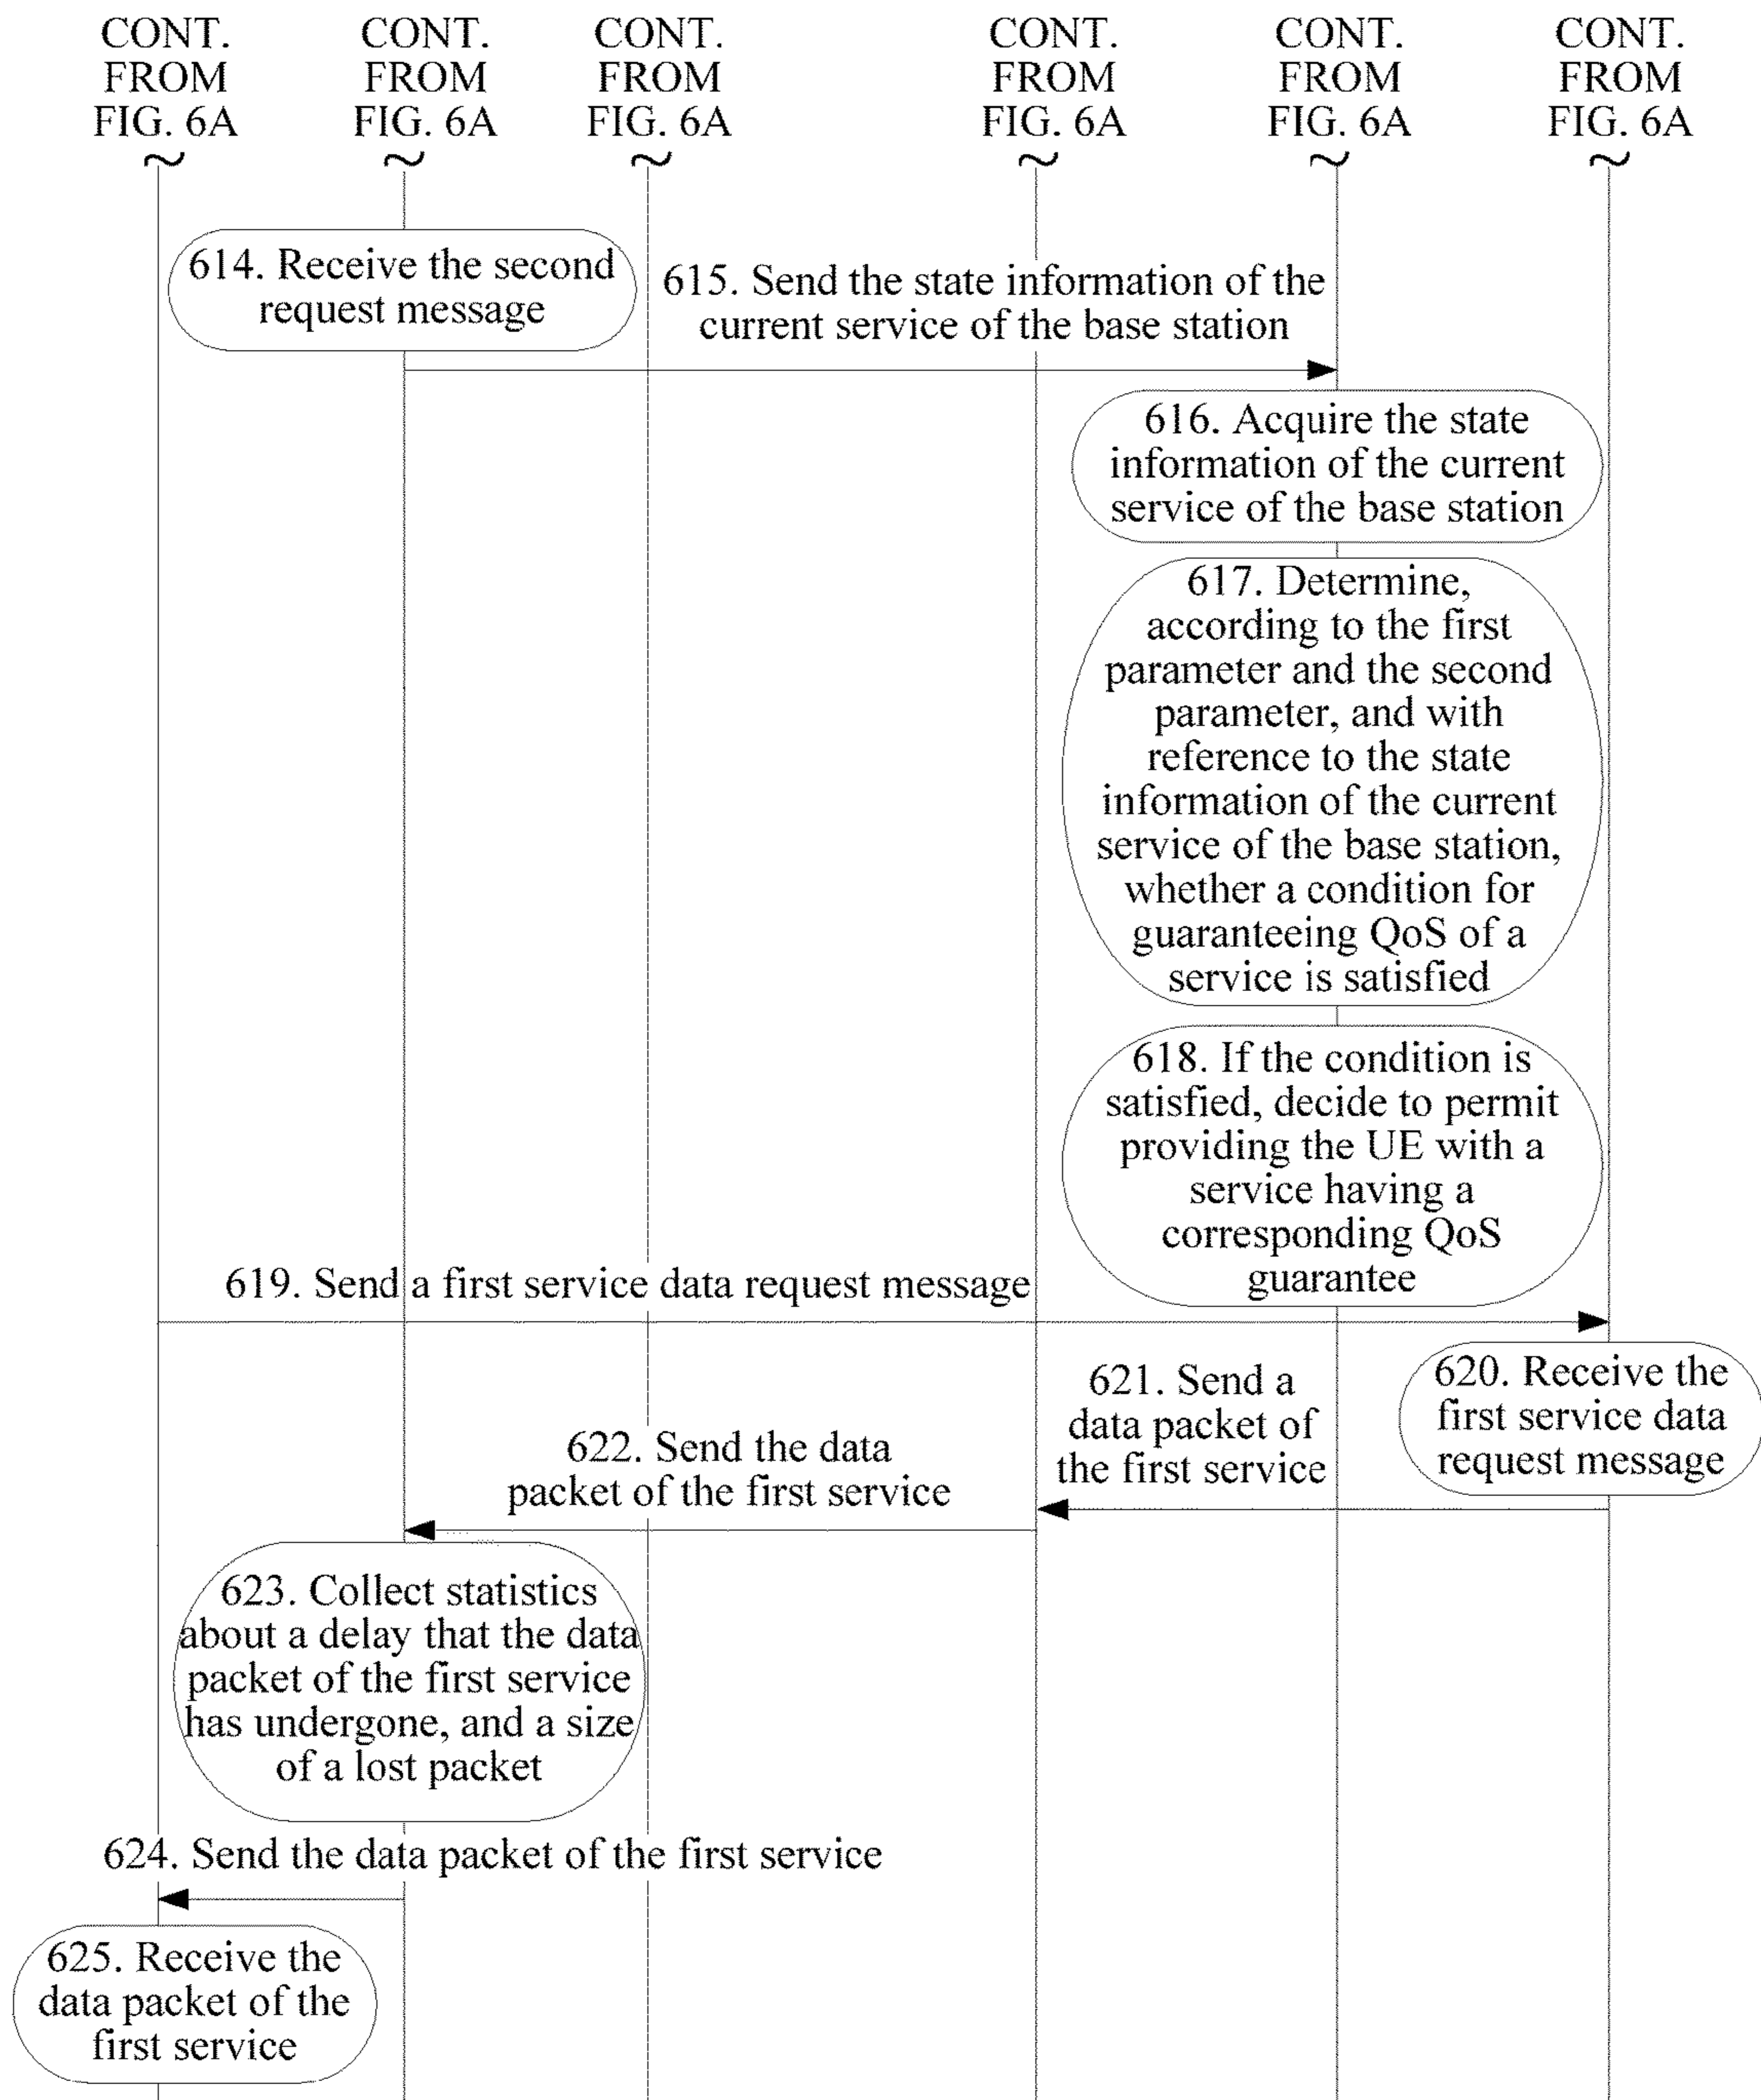 CONT.
FROM
FIG. 6A
CONT.
FROM
FIG. 6A
CONT.
FROM
FIG. 6A
CONT.
FROM
FIG. 6A
CONT.
FROM
FIG. 6A
CONT.
FROM
FIG. 6A
614. Receive the second
request message
615. Send the state information of the
current service of the base station
616. Acquire the state
information of the current
service of the base station
617. Determine,
according to the first
parameter and the second
parameter, and with
reference to the state
information of the current
service of the base station,
whether a condition for
guaranteeing QoS of a
service is satisfied
618. If the condition is
satisfied, decide to permit
providing the UE with a
service having a
corresponding QoS
guarantee
619. Send a first service data request message
620. Receive the
first service data
request message
621. Send a
data packet of
the first service
622. Send the data
packet of the first service
623. Collect statistics
about a delay that the data
packet of the first service
has undergone, and a size
of a lost packet
624. Send the data packet of the first service
625. Receive the
data packet of the
first service